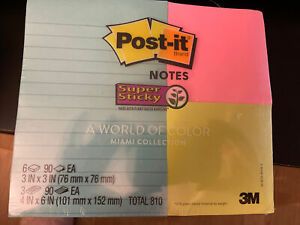 Post-it
Brand
NOTES
Super
Sticky
A WORLD OF COLOR
MIAMI COLLECTION
6 90 EA
3 IN x 3 IN (76 mm x 76 mm)
3 90 EA
4 IN x 6 IN (101 mm x 152 mm) TOTAL 810
3M